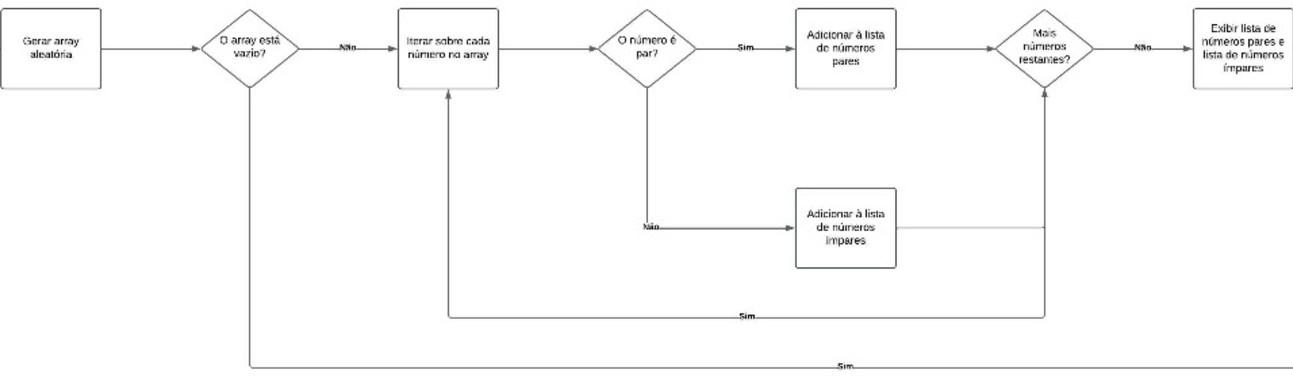 Gerar array
aleatória
O array está
vazio?
Não
Iterar sobre cada
número no array
O número é
par?
Sim
Adicionar à lista
de números
pares
Mais
números
restantes?
Não
Exibir lista de
números pares e
lista de números
ímpares
Não
Adicionar à lista
de números
ímpares
Sim
Sim